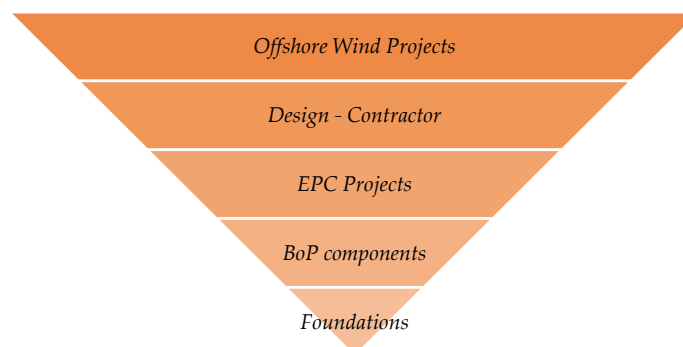 Offshore Wind Projects
Design - Contractor
EPC Projects
BoP components
Foundations